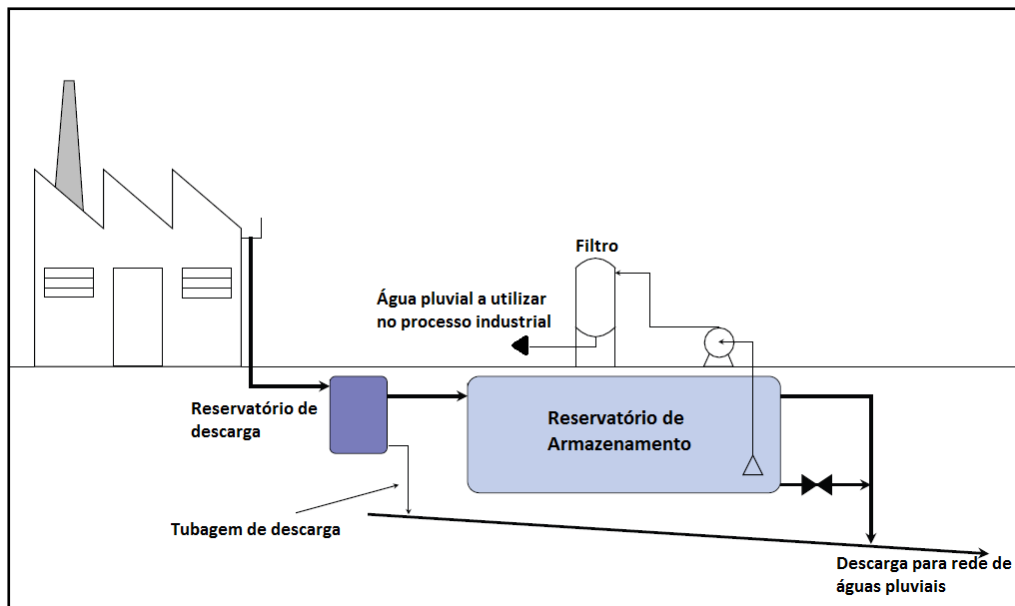 Filtro
Água pluvial a utilizar
no processo industrial
Reservatório de
descarga
Reservatório de
Armazenamento
Tubagem de descarga
Descarga para rede de
águas pluviais